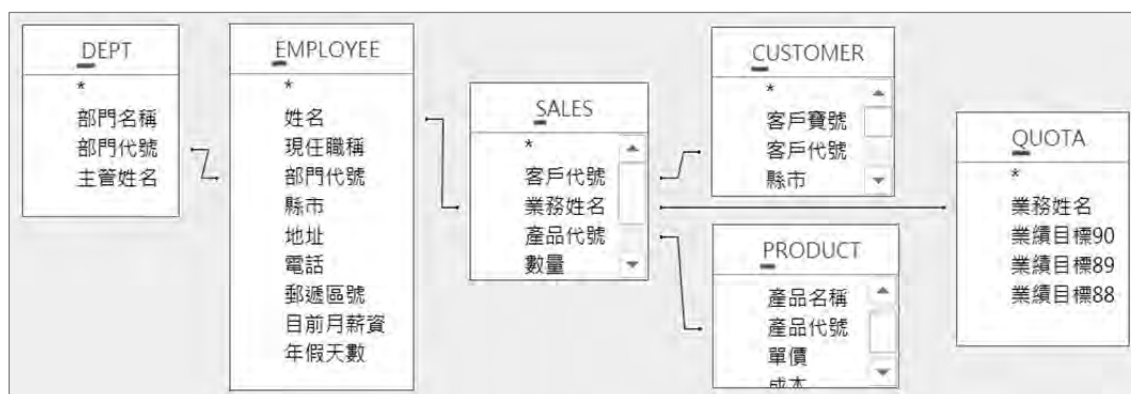 DEPT
*
部門名稱
部門代號
主管姓名
EMPLOYEE
*
姓名
現任職稱
部門代號
縣市
地址
電話
郵遞區號
目前月薪資
年假天數
SALES
*
客戶代號
業務姓名
產品代號
數量
CUSTOMER
*
客戶寶號
客戶代號
縣市
PRODUCT
產品名稱
產品代號
單價
成本
QUOTA
*
業務姓名
業績目標90
業績目標89
業績目標88